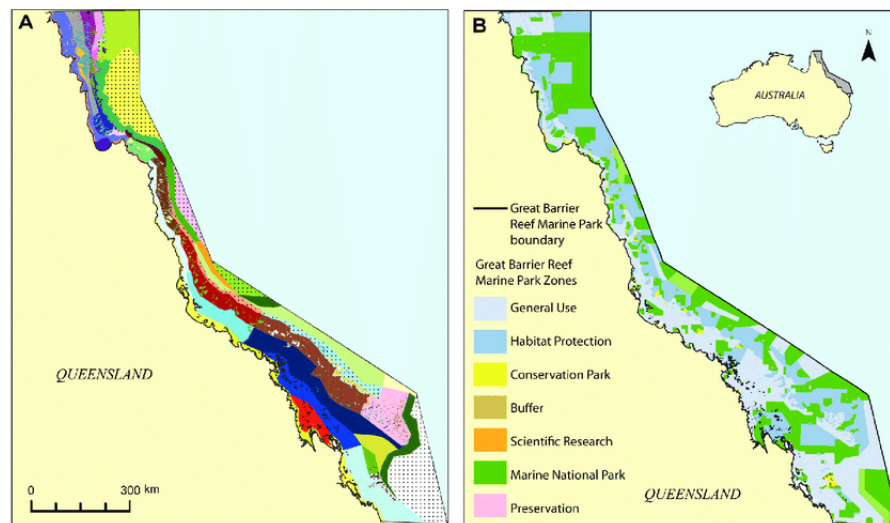 A
QUEENSLAND
0
300 km
B
N
AUSTRALIA
Great Barrier
Reef Marine Park
boundary
Great Barrier Reef
Marine Park Zones
General Use
Habitat Protection
Conservation Park
Buffer
Scientific Research
Marine National Park
Preservation
QUEENSLAND